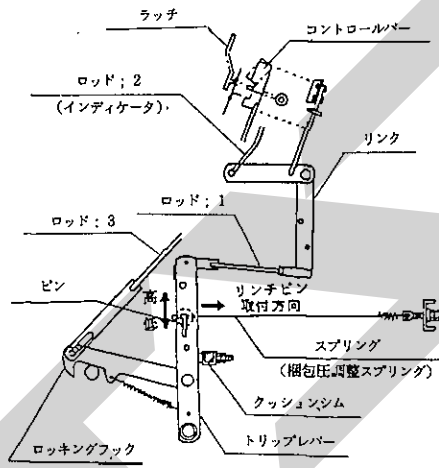 ラッチ
コントロールバー
ロッド；2
(インディケータ)
リンク
ロッド；1
ロッド；3
ピン
高
低
リンチピン
取付方向
スプリング
(梱包圧調整スプリング)
クッションシム
トリップレバー
ロッキングフック